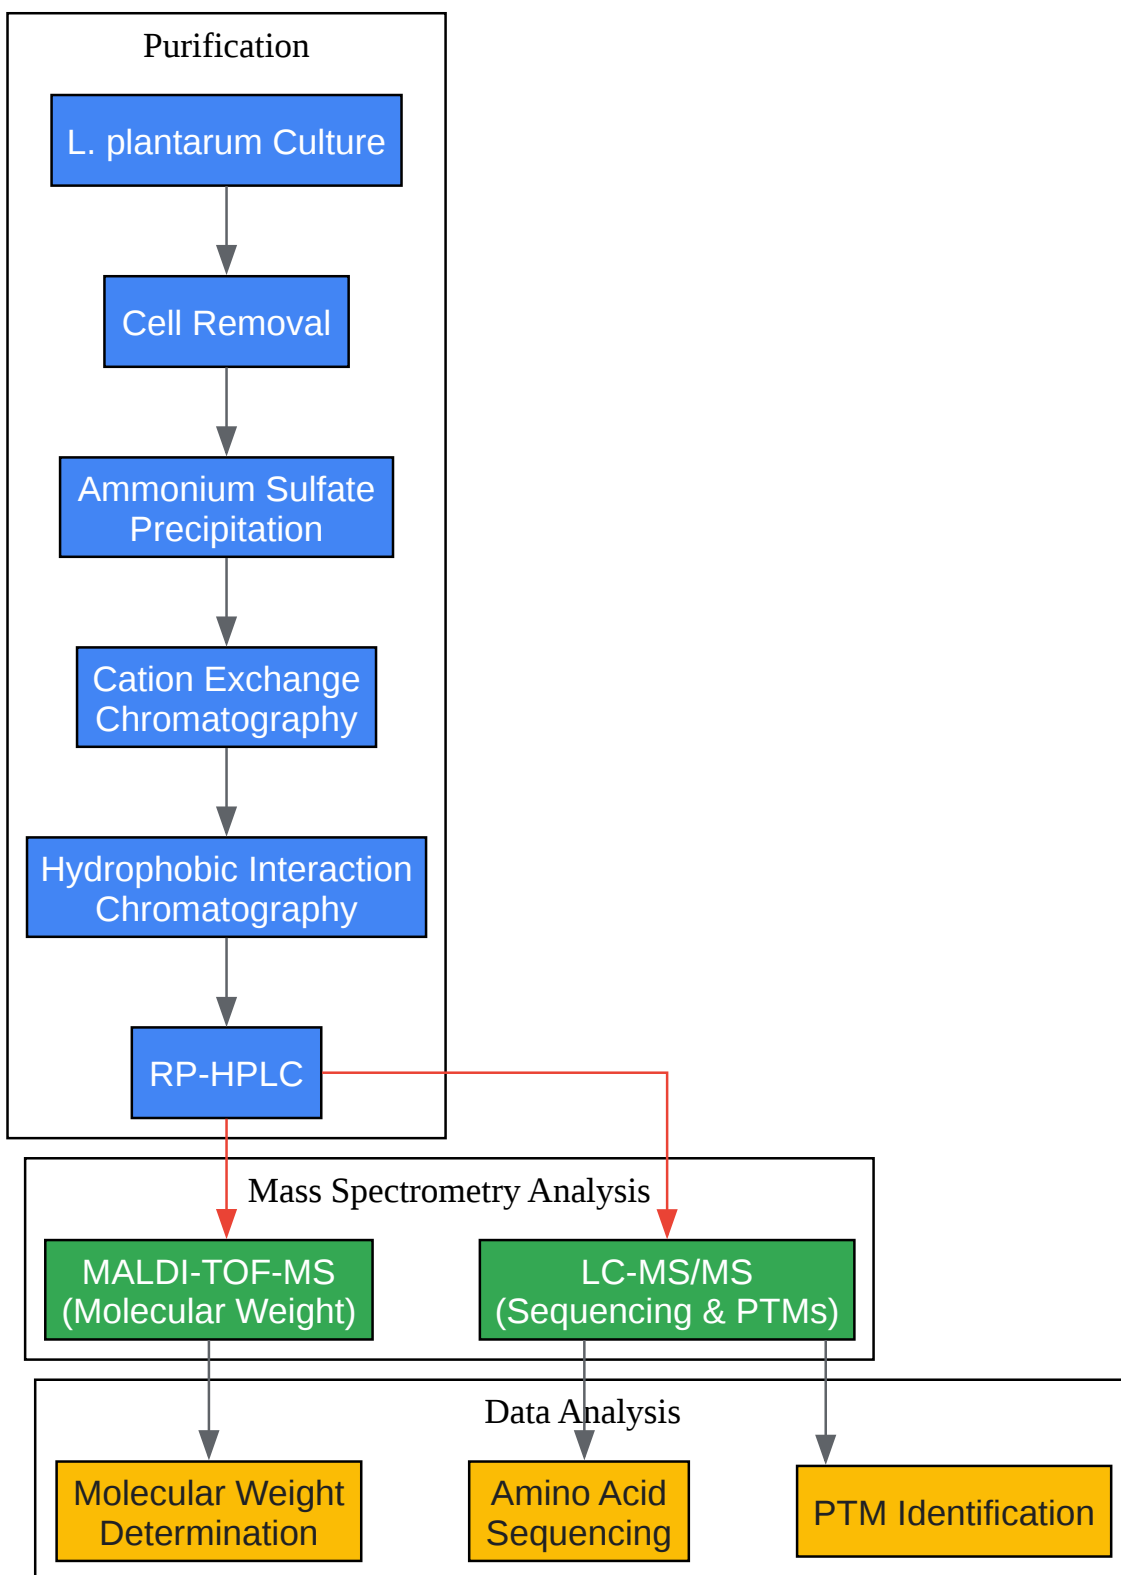 Purification
L. plantarum Culture
Cell Removal
Ammonium Sulfate
Precipitation
Cation Exchange
Chromatography
Hydrophobic Interaction
Chromatography
RP-HPLC
Mass Spectrometry Analysis
MALDI-TOF-MS
(Molecular Weight)
LC-MS/MS
(Sequencing & PTMs)
Data Analysis
Molecular Weight
Determination
Amino Acid
Sequencing
PTM Identification